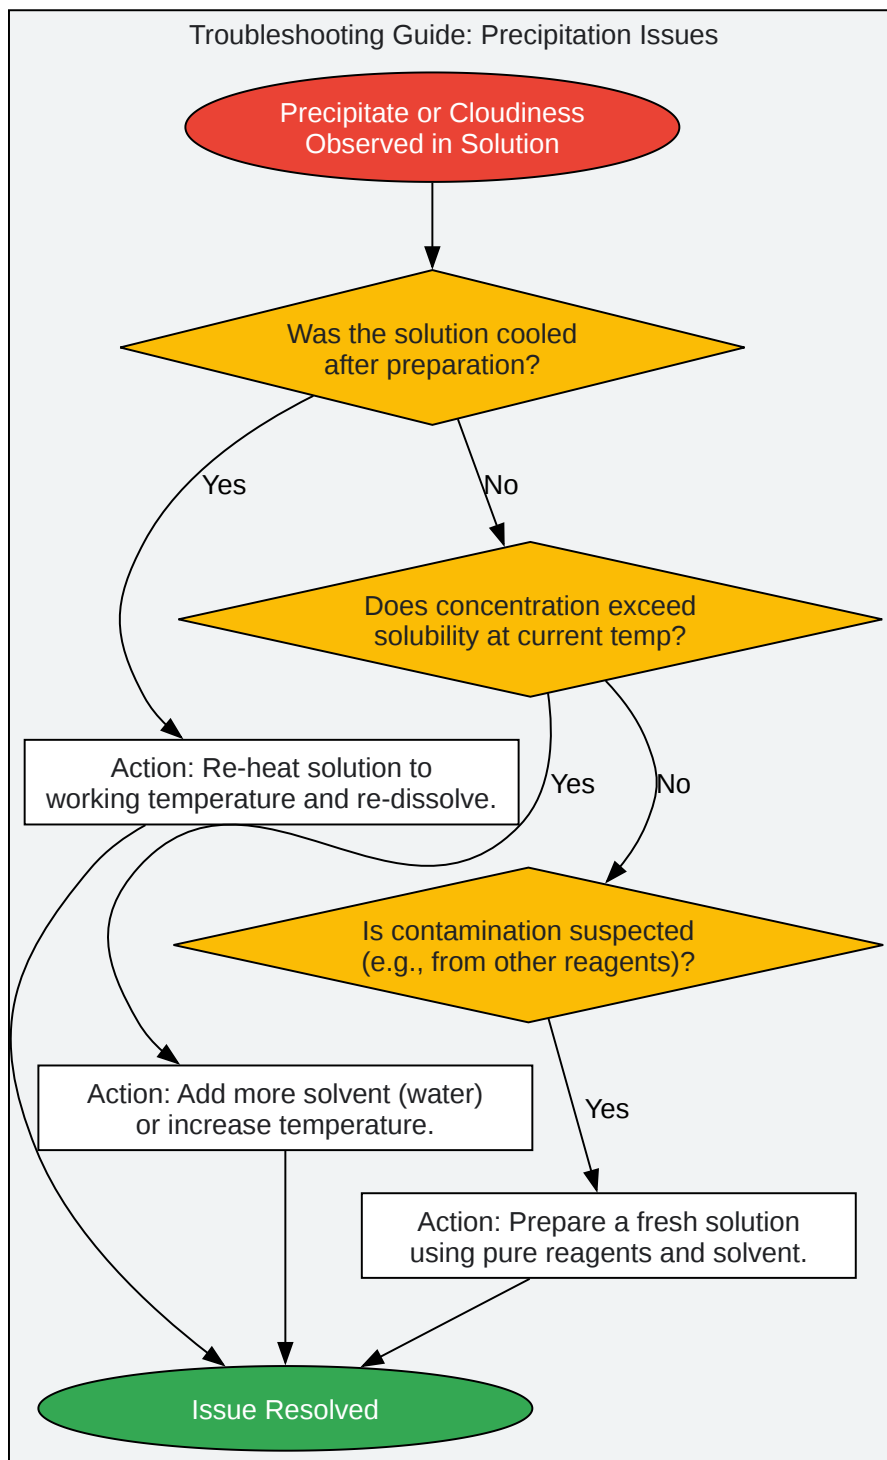 Troubleshooting Guide: Precipitation Issues
Precipitate or Cloudiness
Observed in Solution
Was the solution cooled
after preparation?
Yes
No
Does concentration exceed
solubility at current temp?
Action: Re-heat solution to
working temperature and re-dissolve.
Yes
No
Is contamination suspected
(e.g., from other reagents)?
Action: Add more solvent (water)
or increase temperature.
Yes
Action: Prepare a fresh solution
using pure reagents and solvent.
Issue Resolved